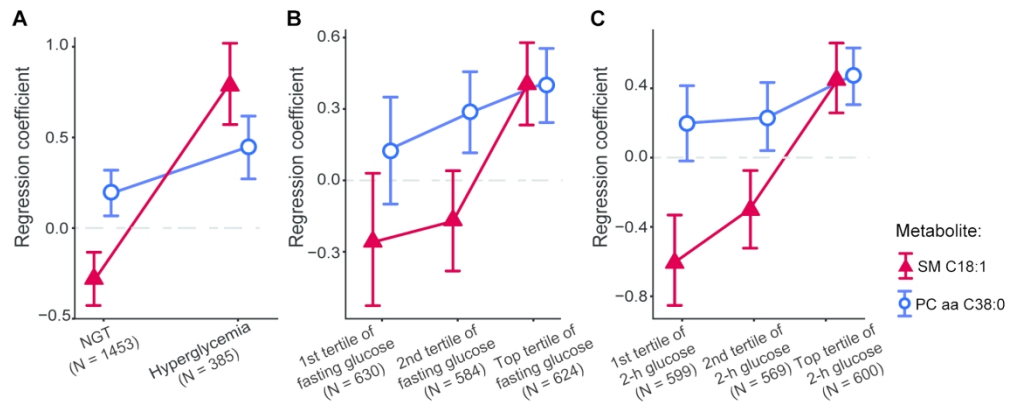 A
Regression coefficient
1.0
0.5
0.0
−0.5
NGT
(N = 1453)
Hyperglycemia
(N = 385)
B
Regression coefficient
0.6
0.3
0.0
−0.3
1st tertile of
fasting glucose
(N = 630)
2nd tertile of
fasting glucose
(N = 584)
Top tertile of
fasting glucose
(N = 624)
C
Regression coefficient
0.4
0.0
−0.4
−0.8
1st tertile of
2-h glucose
(N = 599)
2nd tertile of
2-h glucose
(N = 569)
Top tertile of
2-h glucose
(N = 600)
Metabolite:
SM C18:1
PC aa C38:0